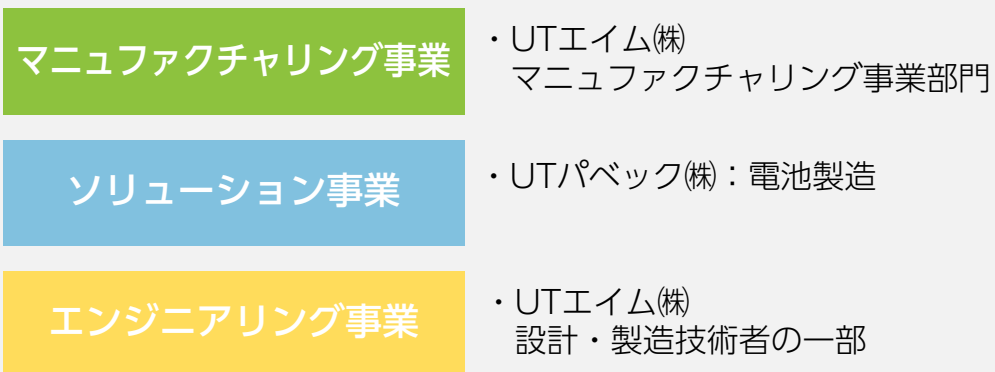 マニュファクチャリング事業
・UTエイム㈱
マニュファクチャリング事業部門
ソリューション事業
・UTパベック㈱：電池製造
エンジニアリング事業
・UTエイム㈱
設計・製造技術者の一部